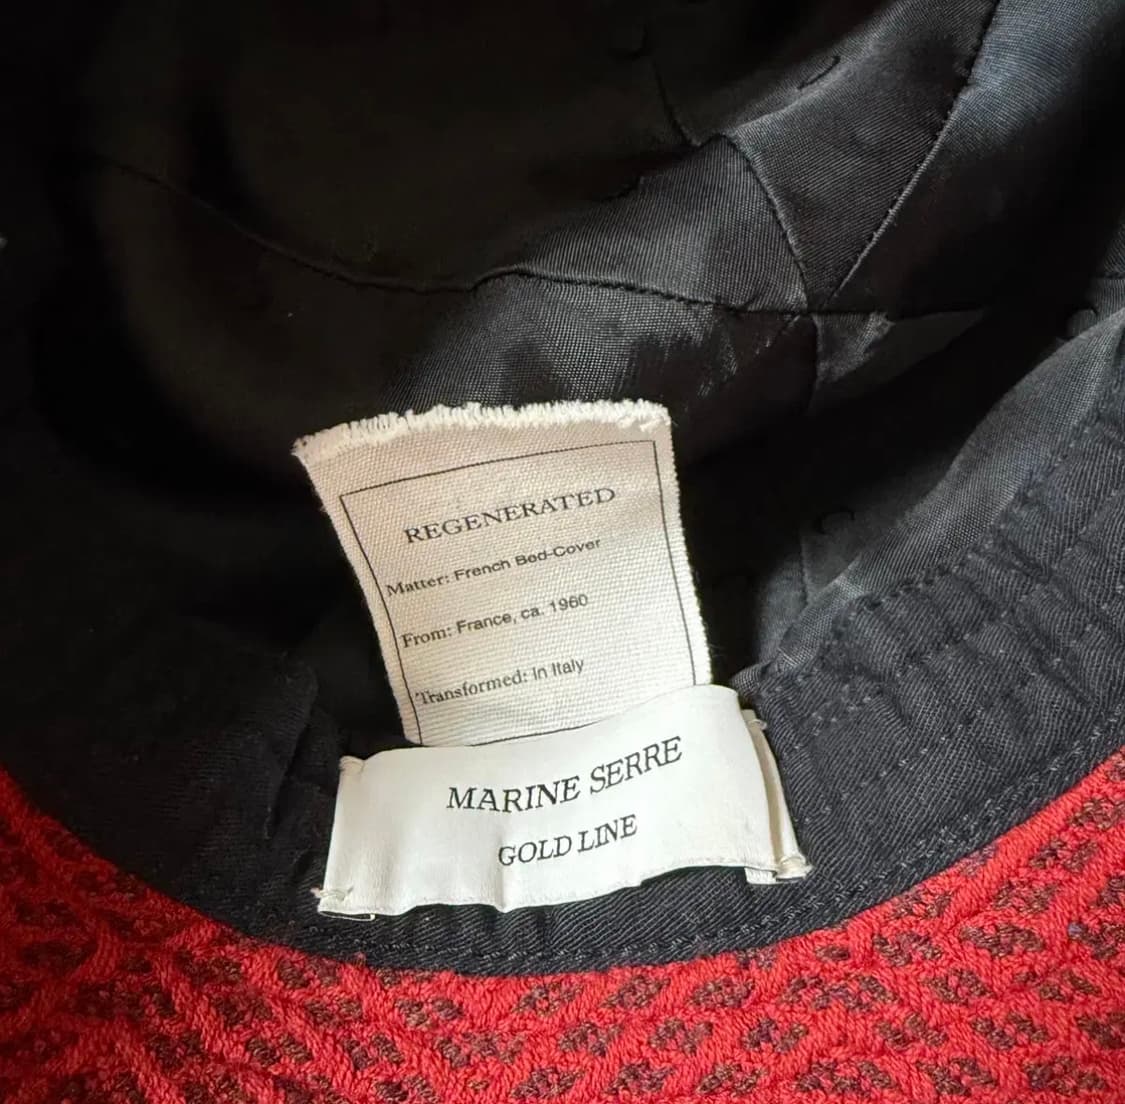 REGENERATED
Matter: French Bed-Cover
From: France, ca. 1960
Transformed: In Italy
MARINE SERRE
GOLD LINE